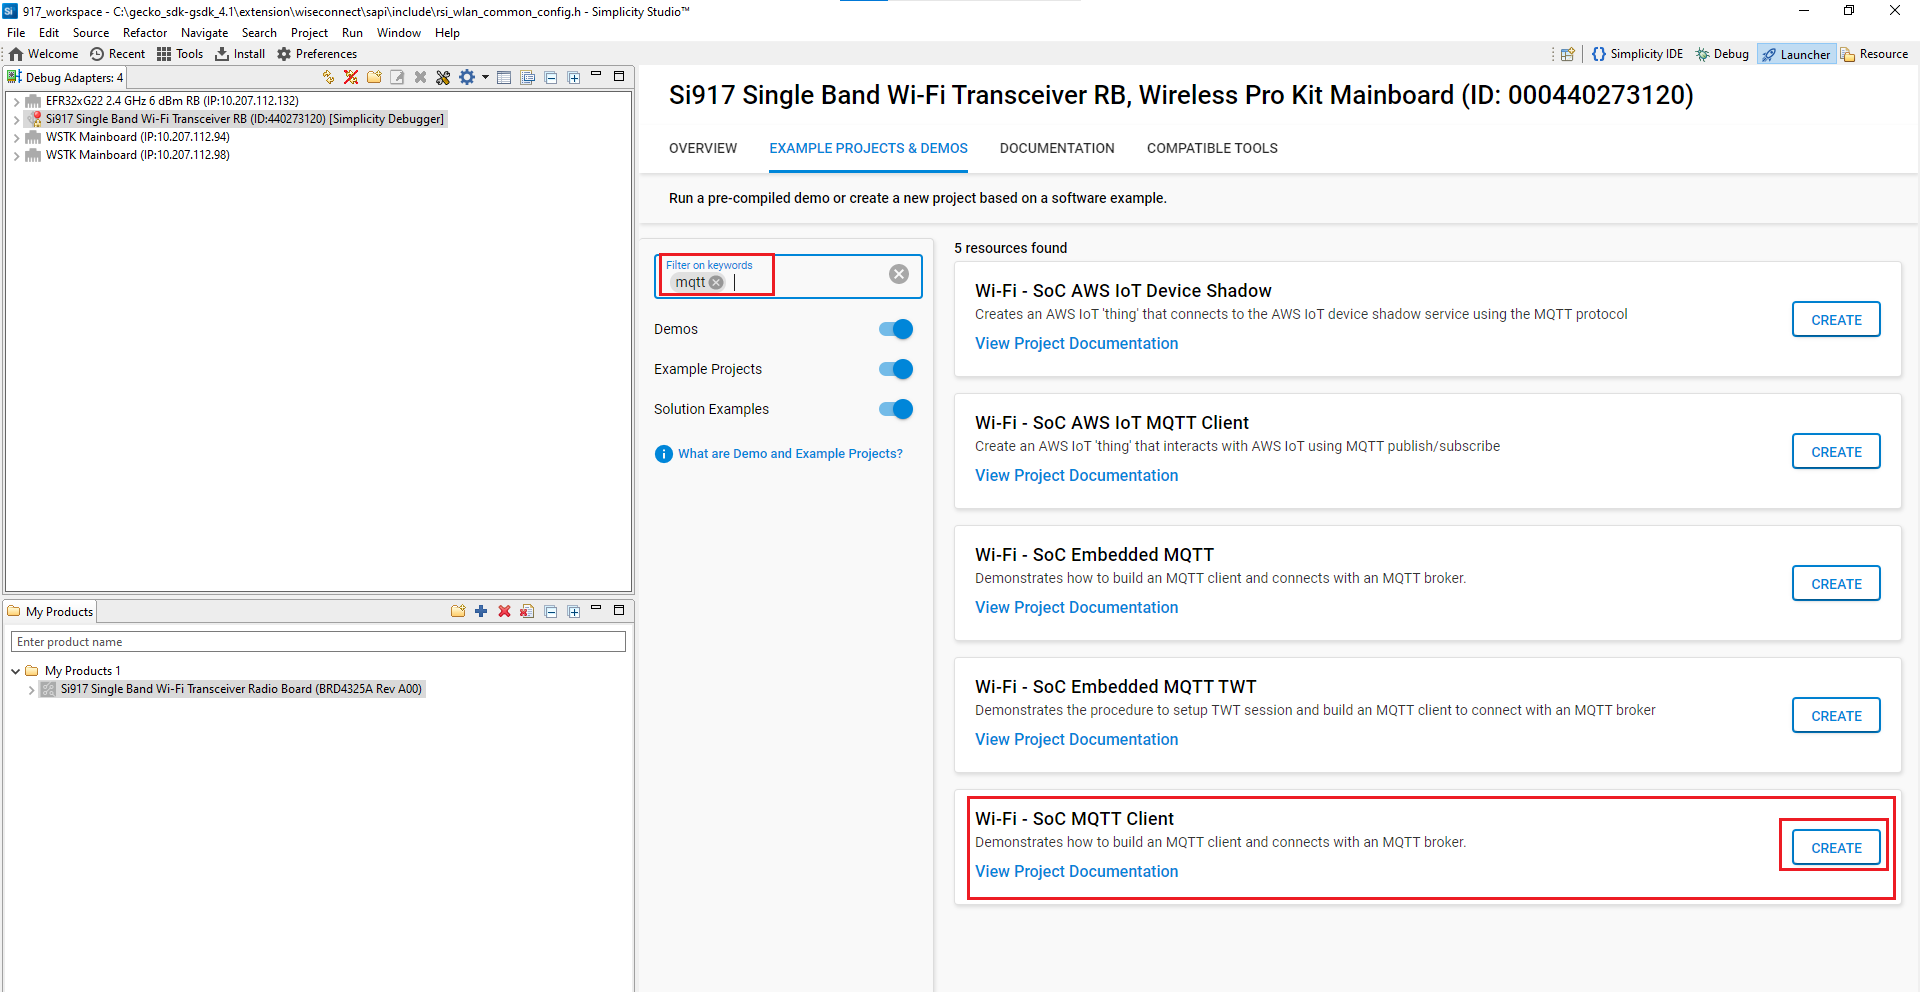 917_workspace - C:\gecko_sdk-gsdk_4.1\extension\wiseconnect\sapi\include\rsi_wlan_common_config.h - Simplicity Studio™
File Edit Source Refactor Navigate Search Project Run Window Help
Welcome Recent Tools Install Preferences
Simplicity IDE Debug Launcher Resource
Debug Adapters: 4
EFR32xG22 2.4 GHz 6 dBm RB (IP:10.207.112.132)
Si917 Single Band Wi-Fi Transceiver RB (ID:440273120) [Simplicity Debugger]
WSTK Mainboard (IP:10.207.112.94)
WSTK Mainboard (IP:10.207.112.98)
My Products
Enter product name
My Products 1
Si917 Single Band Wi-Fi Transceiver Radio Board (BRD4325A Rev A00)
Si917 Single Band Wi-Fi Transceiver RB, Wireless Pro Kit Mainboard (ID: 000440273120)
OVERVIEW EXAMPLE PROJECTS & DEMOS DOCUMENTATION COMPATIBLE TOOLS
Run a pre-compiled demo or create a new project based on a software example.
Filter on keywords
mqtt
Demos
Example Projects
Solution Examples
What are Demo and Example Projects?
5 resources found
Wi-Fi - SoC AWS IoT Device Shadow
Creates an AWS IoT 'thing' that connects to the AWS IoT device shadow service using the MQTT protocol
View Project Documentation
CREATE
Wi-Fi - SoC AWS IoT MQTT Client
Create an AWS IoT 'thing' that interacts with AWS IoT using MQTT publish/subscribe
View Project Documentation
CREATE
Wi-Fi - SoC Embedded MQTT
Demonstrates how to build an MQTT client and connects with an MQTT broker.
View Project Documentation
CREATE
Wi-Fi - SoC Embedded MQTT TWT
Demonstrates the procedure to setup TWT session and build an MQTT client to connect with an MQTT broker
View Project Documentation
CREATE
Wi-Fi - SoC MQTT Client
Demonstrates how to build an MQTT client and connects with an MQTT broker.
View Project Documentation
CREATE